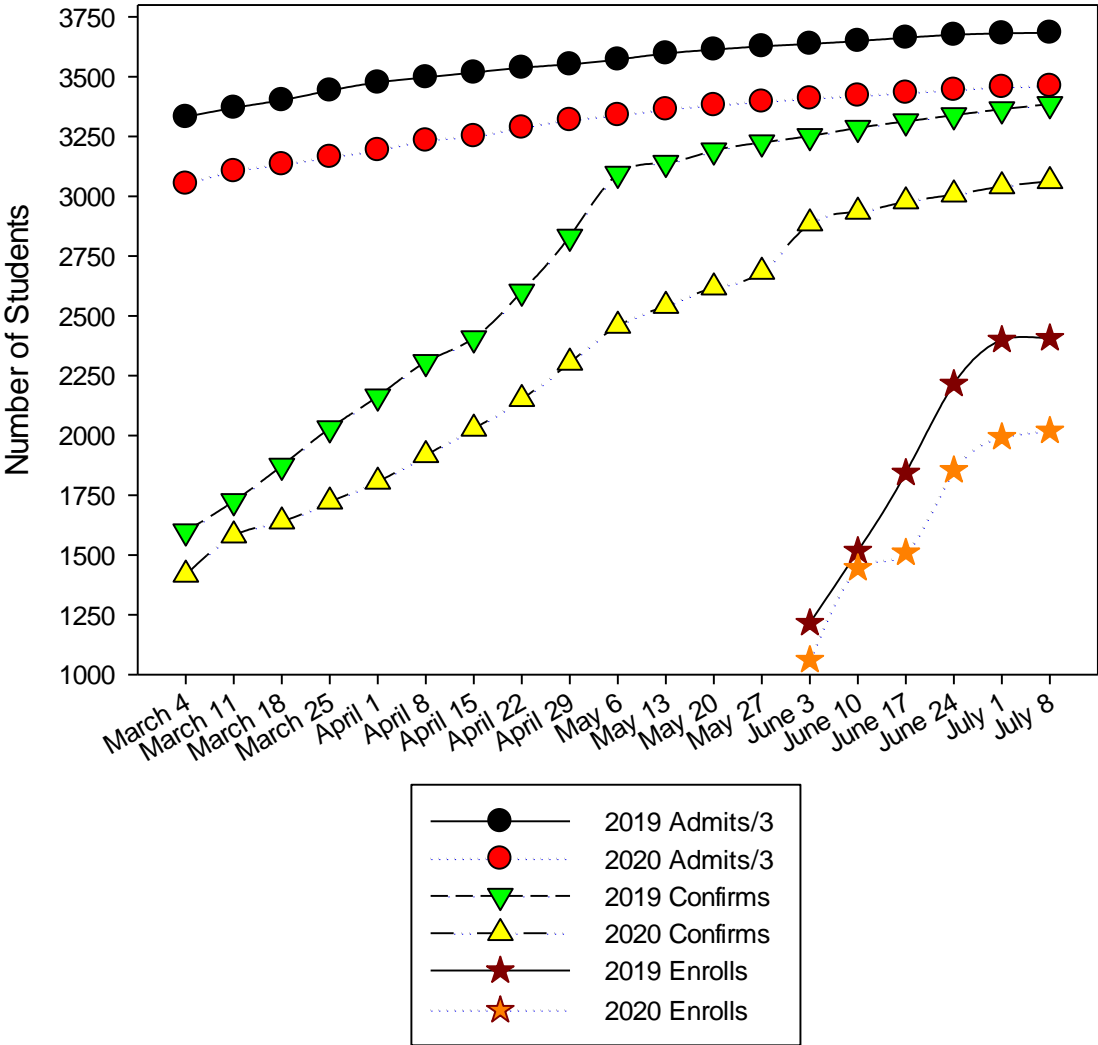 Number of Students
3750
3500
3250
3000
2750
2500
2250
2000
1750
1500
1250
1000
March 4
March 11
March 18
March 25
April 1
April 8
April 15
April 22
April 29
May 6
May 13
May 20
May 27
June 3
June 10
June 17
June 24
July 1
July 8
2019 Admits/3
2020 Admits/3
2019 Confirms
2020 Confirms
2019 Enrolls
2020 Enrolls